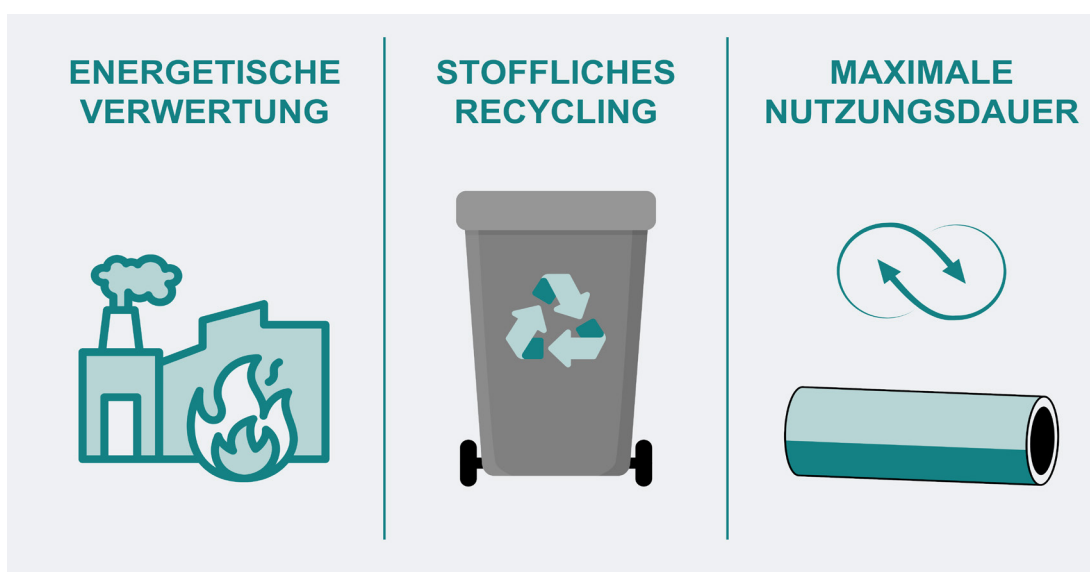 ENERGETISCHE
VERWERTUNG
STOFFLICHES
RECYCLING
MAXIMALE
NUTZUNGSDAUER